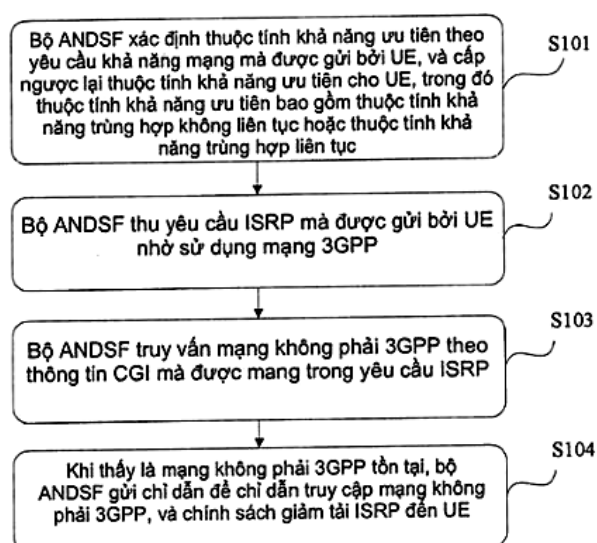 Bộ ANDSF xác định thuộc tính khả năng ưu tiên theo
yêu cầu khả năng mạng mà được gửi bởi UE, và cấp
ngược lại thuộc tính khả năng ưu tiên cho UE, trong đó
thuộc tính khả năng ưu tiên bao gồm thuộc tính khả
năng trùng hợp không liên tục hoặc thuộc tính khả
năng trùng hợp liên tục
S101
Bộ ANDSF thu yêu cầu ISRP mà được gửi bởi UE
nhờ sử dụng mạng 3GPP
S102
Bộ ANDSF truy vấn mạng không phải 3GPP theo
thông tin CGI mà được mang trong yêu cầu ISRP
S103
Khi thấy là mạng không phải 3GPP tồn tại, bộ
ANDSF gửi chỉ dẫn để chỉ dẫn truy cập mạng không
phải 3GPP, và chính sách giảm tải ISRP đến UE
S104